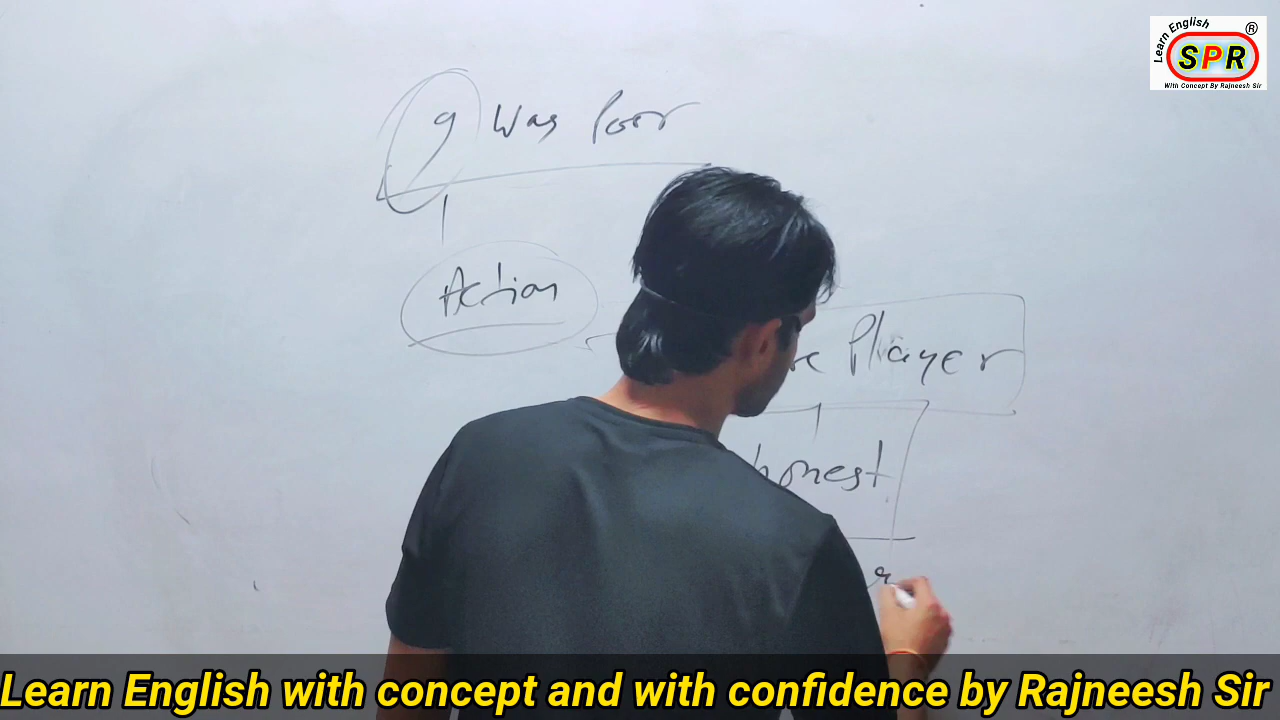 Learn English
®
SPR
With Concept By Rajneesh Sir
I was Poor
Action
Player
honest
Learn English with concept and with confidence by Rajneesh Sir